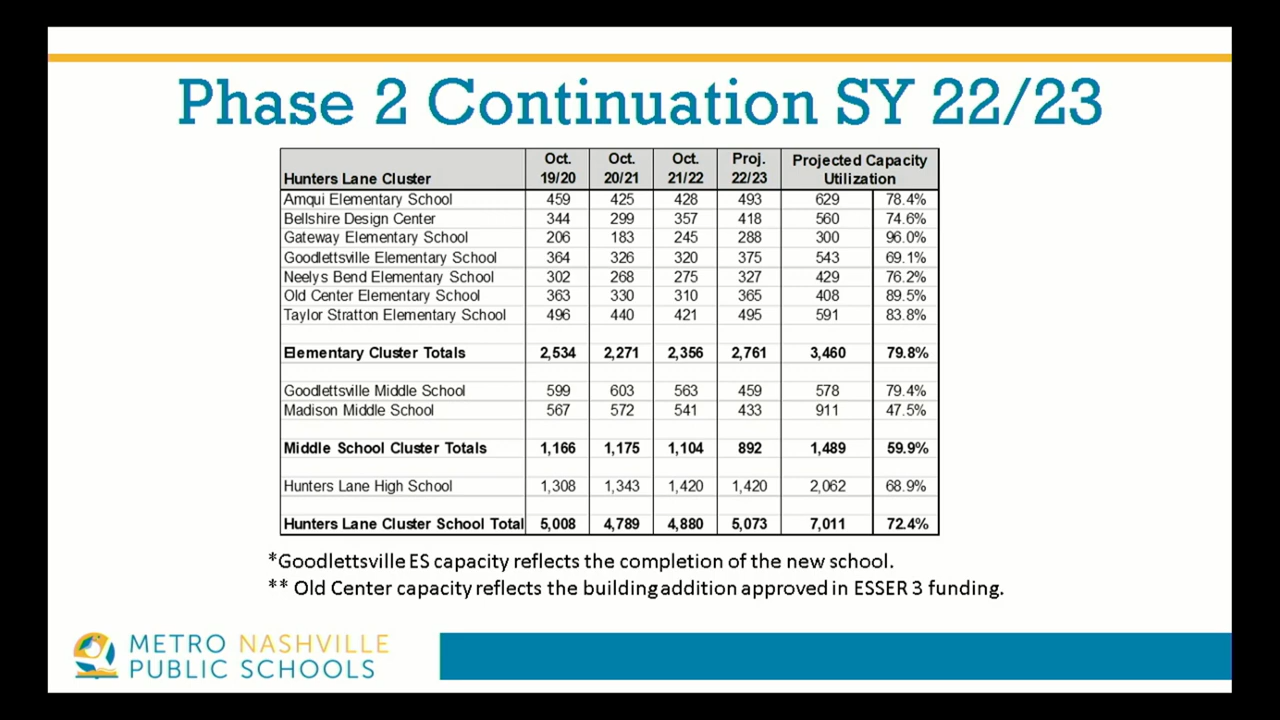 Phase 2 Continuation SY 22/23
Hunters Lane Cluster Oct. 19/20 Oct. 20/21 Oct. 21/22 Proj. 22/23 Projected Capacity Utilization
Amqui Elementary School 459 425 428 493 629 78.4%
Bellshire Design Center 344 299 357 418 560 74.6%
Gateway Elementary School 206 183 245 288 300 96.0%
Goodlettsville Elementary School 364 326 320 375 543 69.1%
Neelys Bend Elementary School 302 268 275 327 429 76.2%
Old Center Elementary School 363 330 310 365 408 89.5%
Taylor Stratton Elementary School 496 440 421 495 591 83.8%
Elementary Cluster Totals 2,534 2,271 2,356 2,761 3,460 79.8%
Goodlettsville Middle School 599 603 563 459 578 79.4%
Madison Middle School 567 572 541 433 911 47.5%
Middle School Cluster Totals 1,166 1,175 1,104 892 1,489 59.9%
Hunters Lane High School 1,308 1,343 1,420 1,420 2,062 68.9%
Hunters Lane Cluster School Total 5,008 4,789 4,880 5,073 7,011 72.4%
*Goodlettsville ES capacity reflects the completion of the new school.
** Old Center capacity reflects the building addition approved in ESSER 3 funding.
METRO NASHVILLE
PUBLIC SCHOOLS